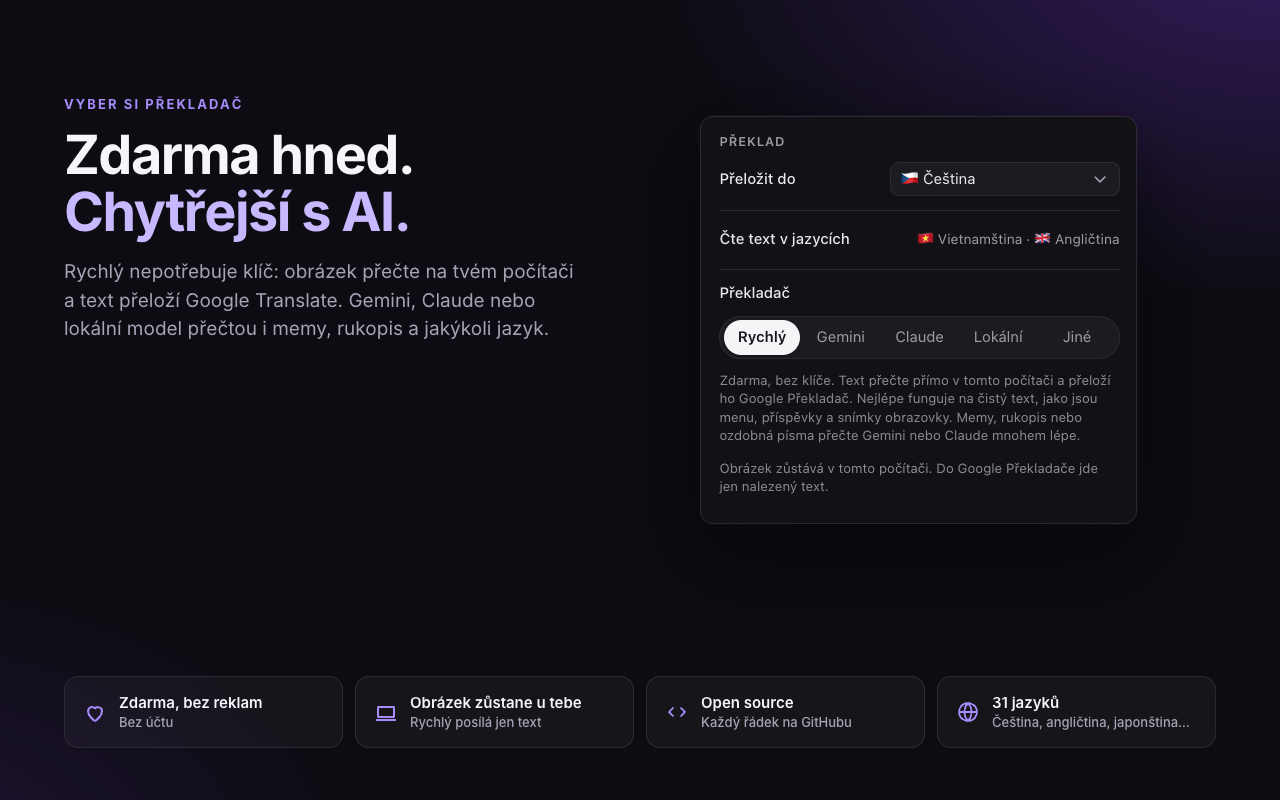 VYBER SI PŘEKLADAČ
Zdarma hned.
Chytřejší s AI.
Rychlý nepotřebuje klíč: obrázek přečte na tvém počítači
a text přeloží Google Translate. Gemini, Claude nebo
lokální model přečtou i memy, rukopis a jakýkoli jazyk.
PŘEKLAD
Přeložit do
Čeština
Čte text v jazycích
Vietnamština · Angličtina
Překladač
Rychlý
Gemini
Claude
Lokální
Jiné
Zdarma, bez klíče. Text přečte přímo v tomto počítači a přeloží
ho Google Překladač. Nejlépe funguje na čistý text, jako jsou
menu, příspěvky a snímky obrazovky. Memy, rukopis nebo
ozdobná písma přečte Gemini nebo Claude mnohem lépe.
Obrázek zůstává v tomto počítači. Do Google Překladače jde
jen nalezený text.
Zdarma, bez reklam
Bez účtu
Obrázek zůstane u tebe
Rychlý posílá jen text
Open source
Každý řádek na GitHubu
31 jazyků
Čeština, angličtina, japonština...